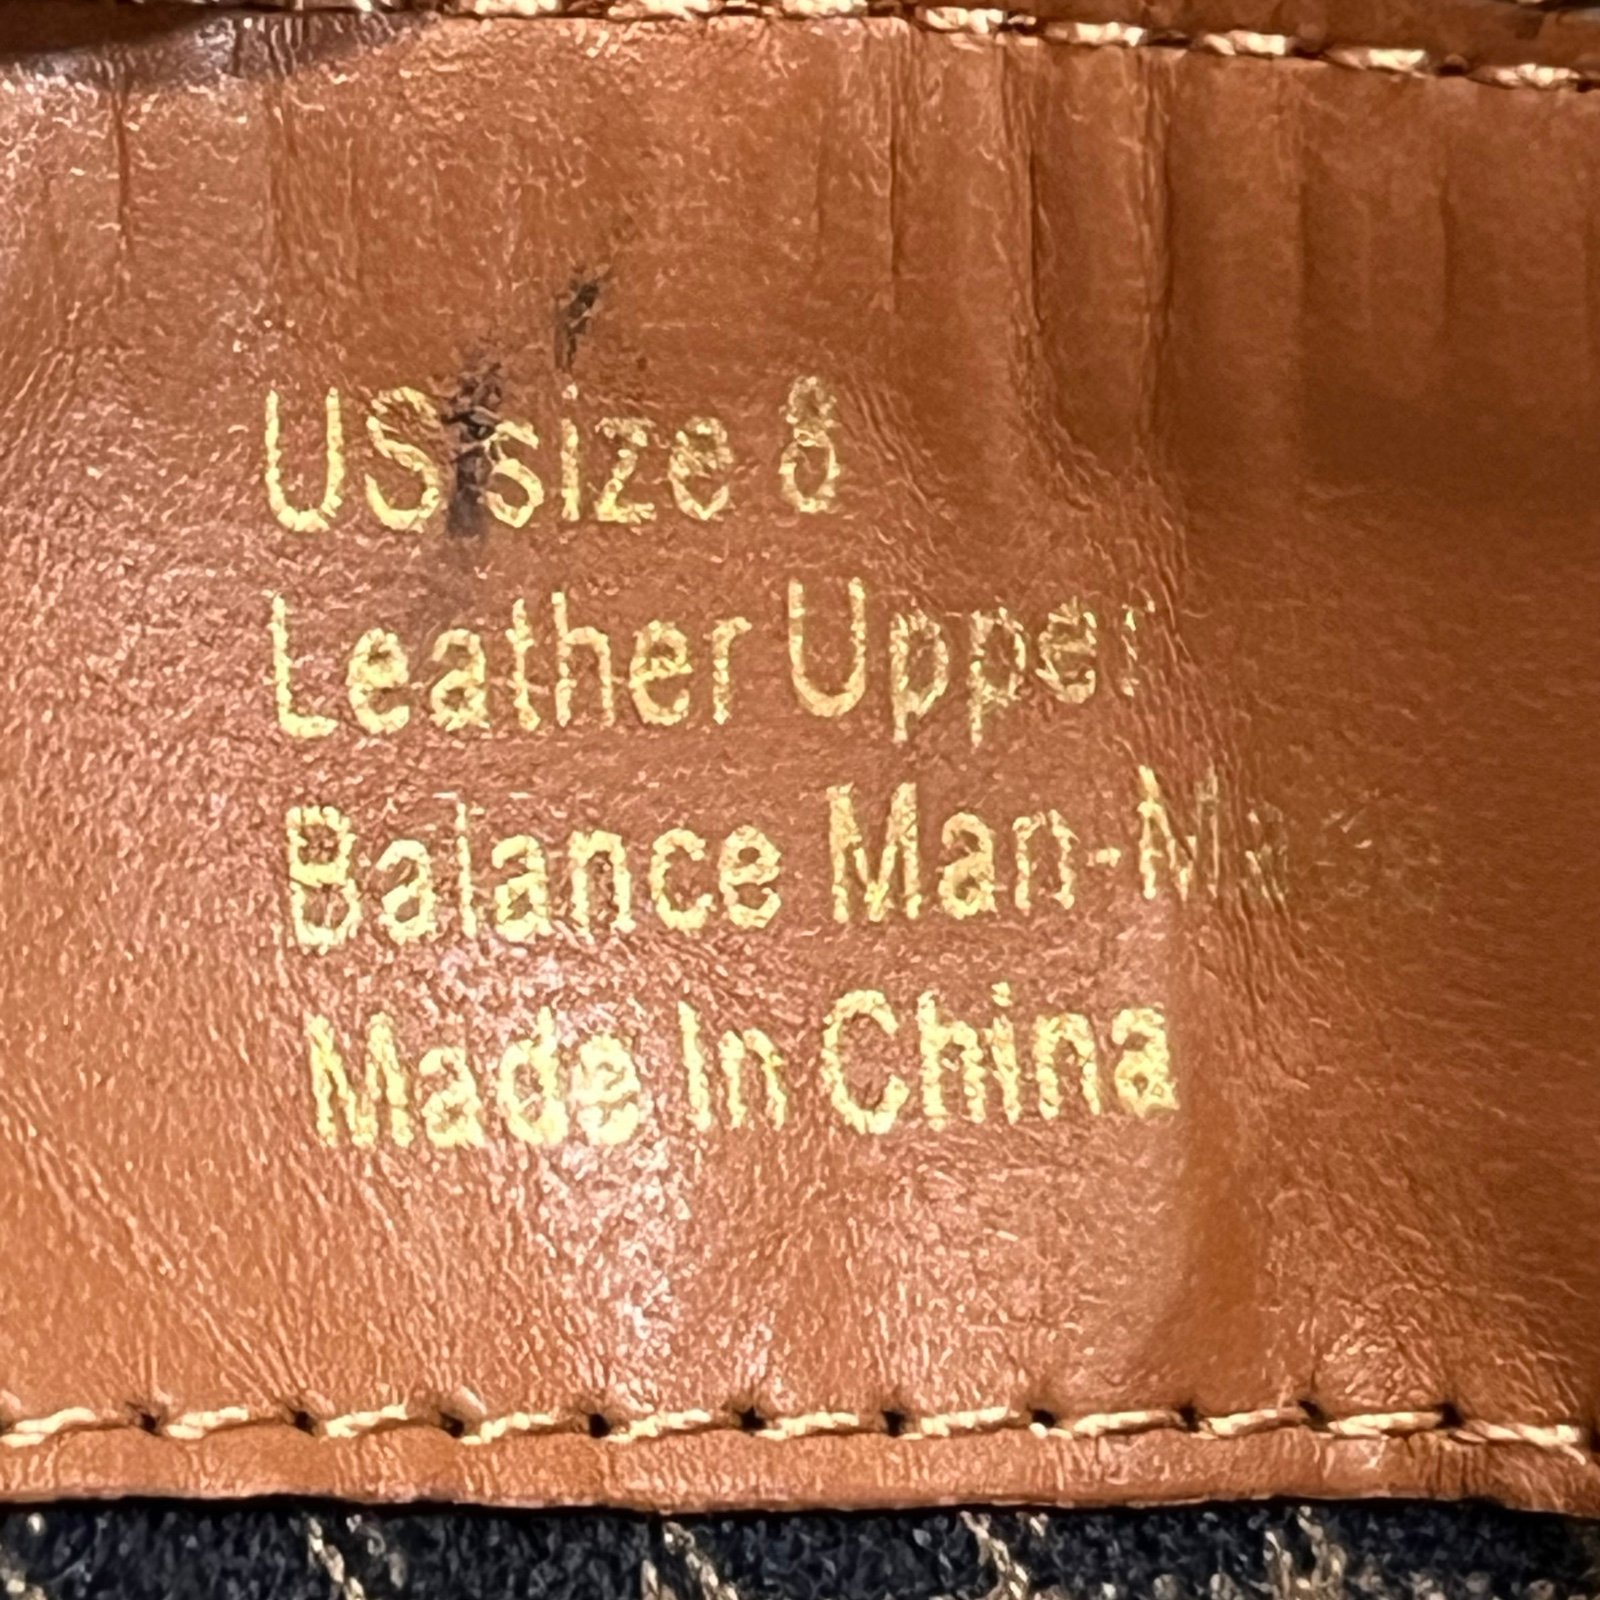 US size 8
Leather Upper
Balance Man-Made
Made In China